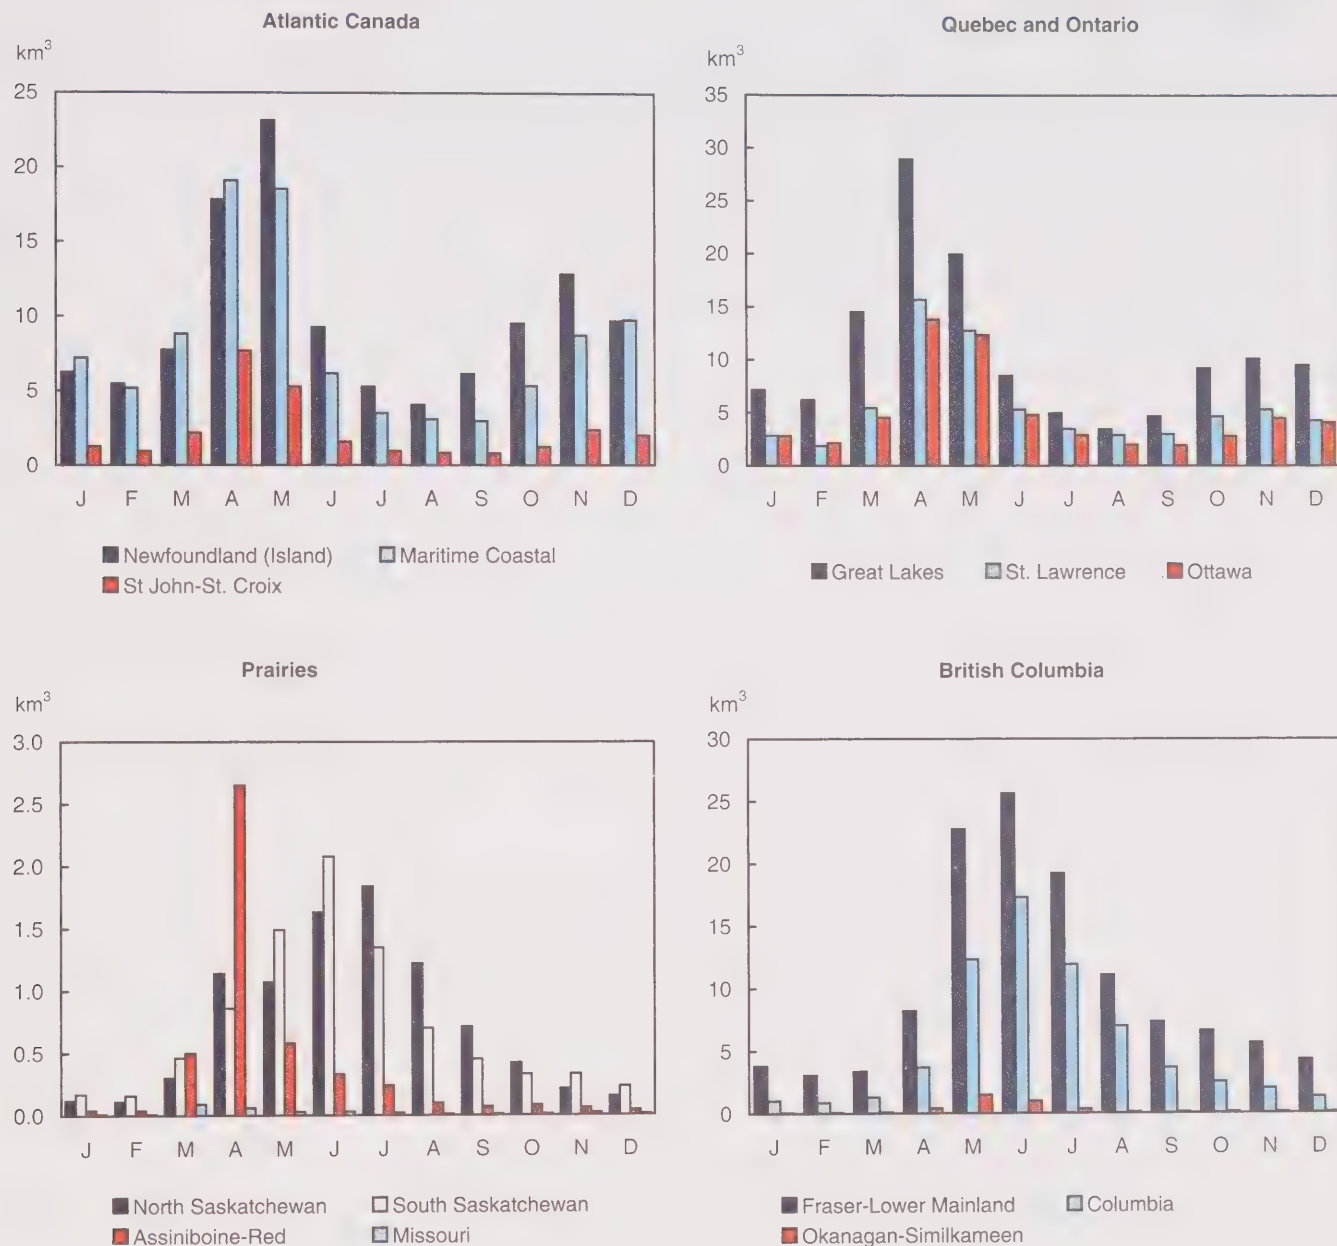 Atlantic Canada
km³
25
20
15
10
5
0
J F M A M J J A S O N D
Newfoundland (Island) Maritime Coastal
St John-St. Croix
Quebec and Ontario
km³
35
30
25
20
15
10
5
0
J F M A M J J A S O N D
Great Lakes St. Lawrence Ottawa
Prairies
km³
3.0
2.5
2.0
1.5
1.0
0.5
0.0
J F M A M J J A S O N D
North Saskatchewan South Saskatchewan
Assiniboine-Red Missouri
British Columbia
km³
30
25
20
15
10
5
0
J F M A M J J A S O N D
Fraser-Lower Mainland Columbia
Okanagan-Similkameen